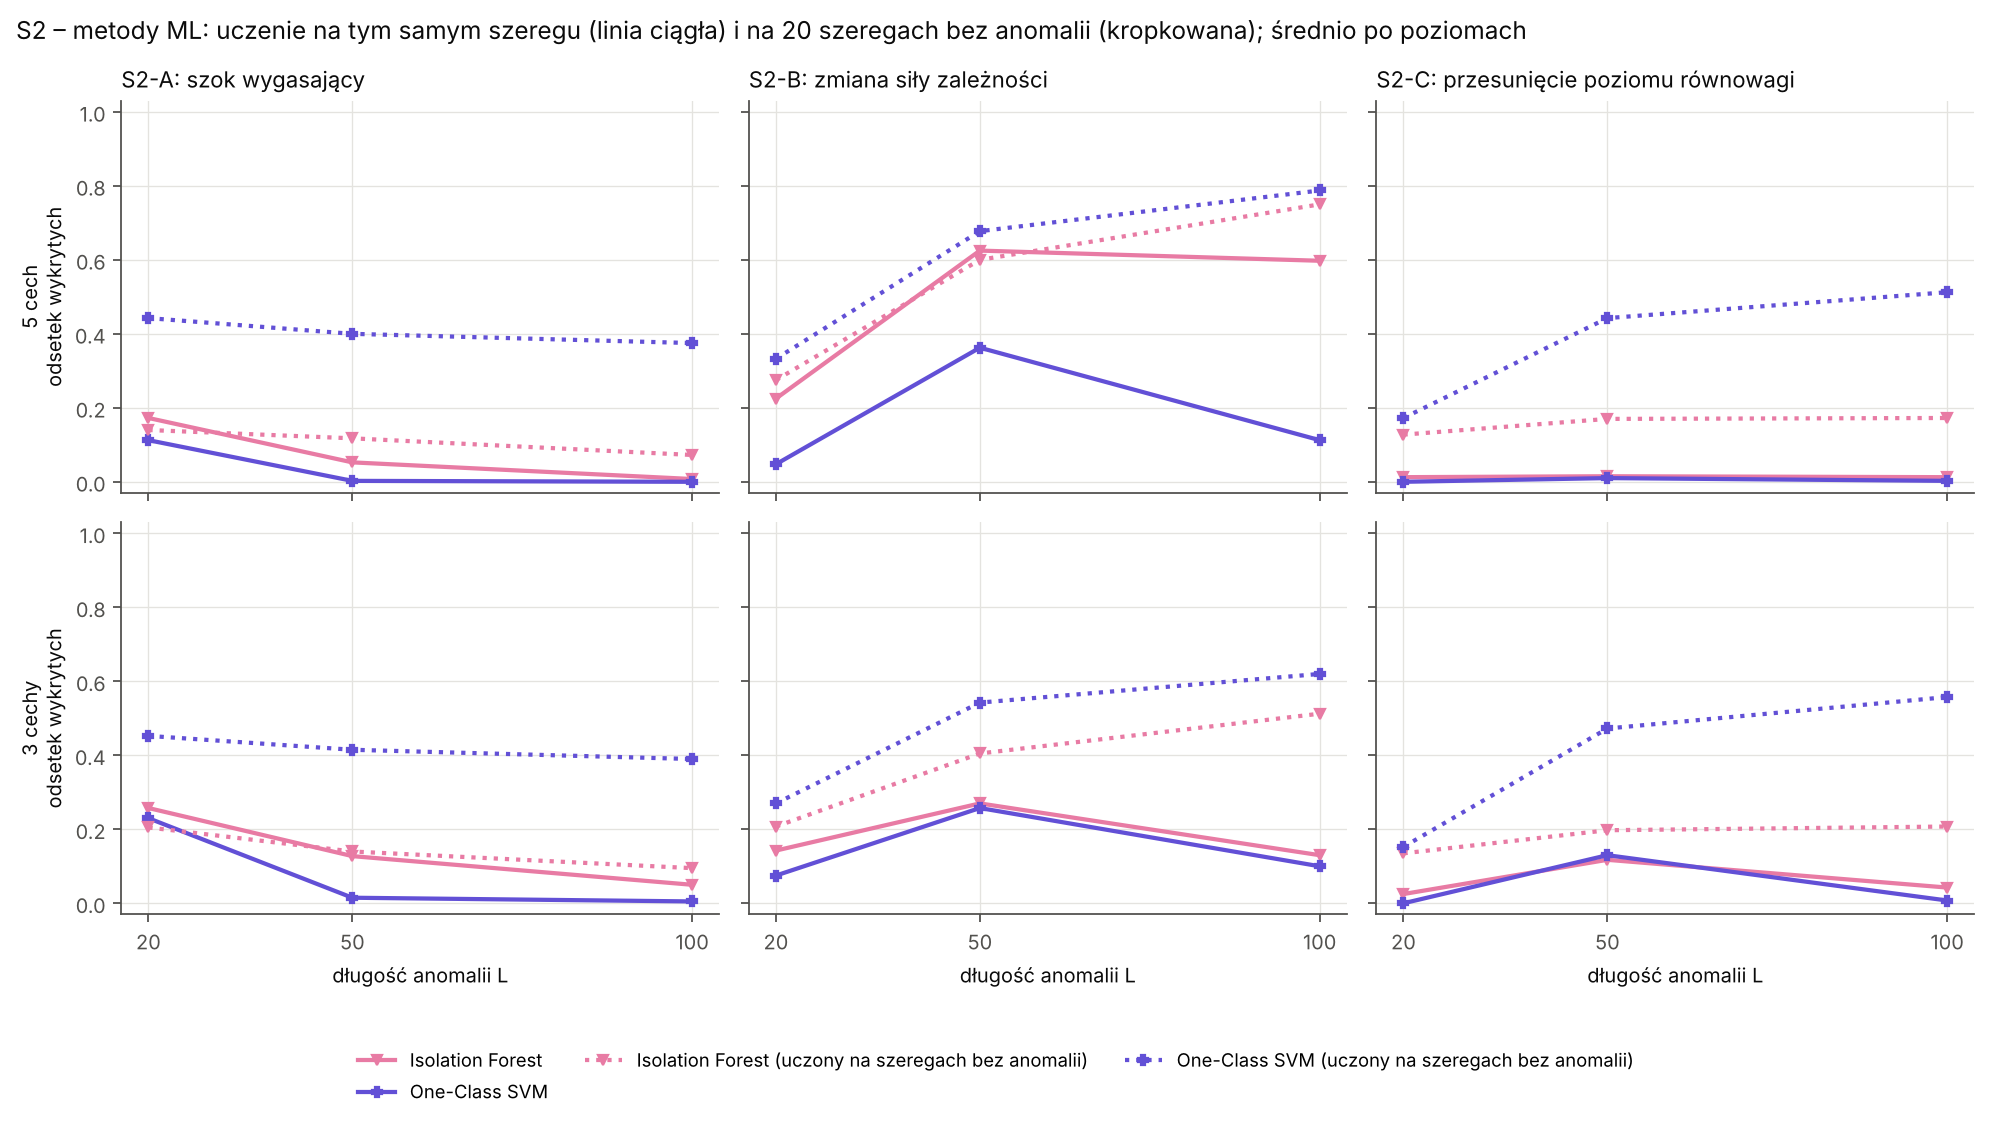 S2 – metody ML: uczenie na tym samym szeregu (linia ciągła) i na 20 szeregach bez anomalii (kropkowana); średnio po poziomach
S2-A: szok wygasający
S2-B: zmiana siły zależności
S2-C: przesunięcie poziomu równowagi
5 cech
odsetek wykrytych
1.0
0.8
0.6
0.4
0.2
0.0
3 cechy
odsetek wykrytych
1.0
0.8
0.6
0.4
0.2
0.0
20
50
100
20
50
100
20
50
100
długość anomalii L
długość anomalii L
długość anomalii L
Isolation Forest
Isolation Forest (uczony na szeregach bez anomalii)
One-Class SVM (uczony na szeregach bez anomalii)
One-Class SVM